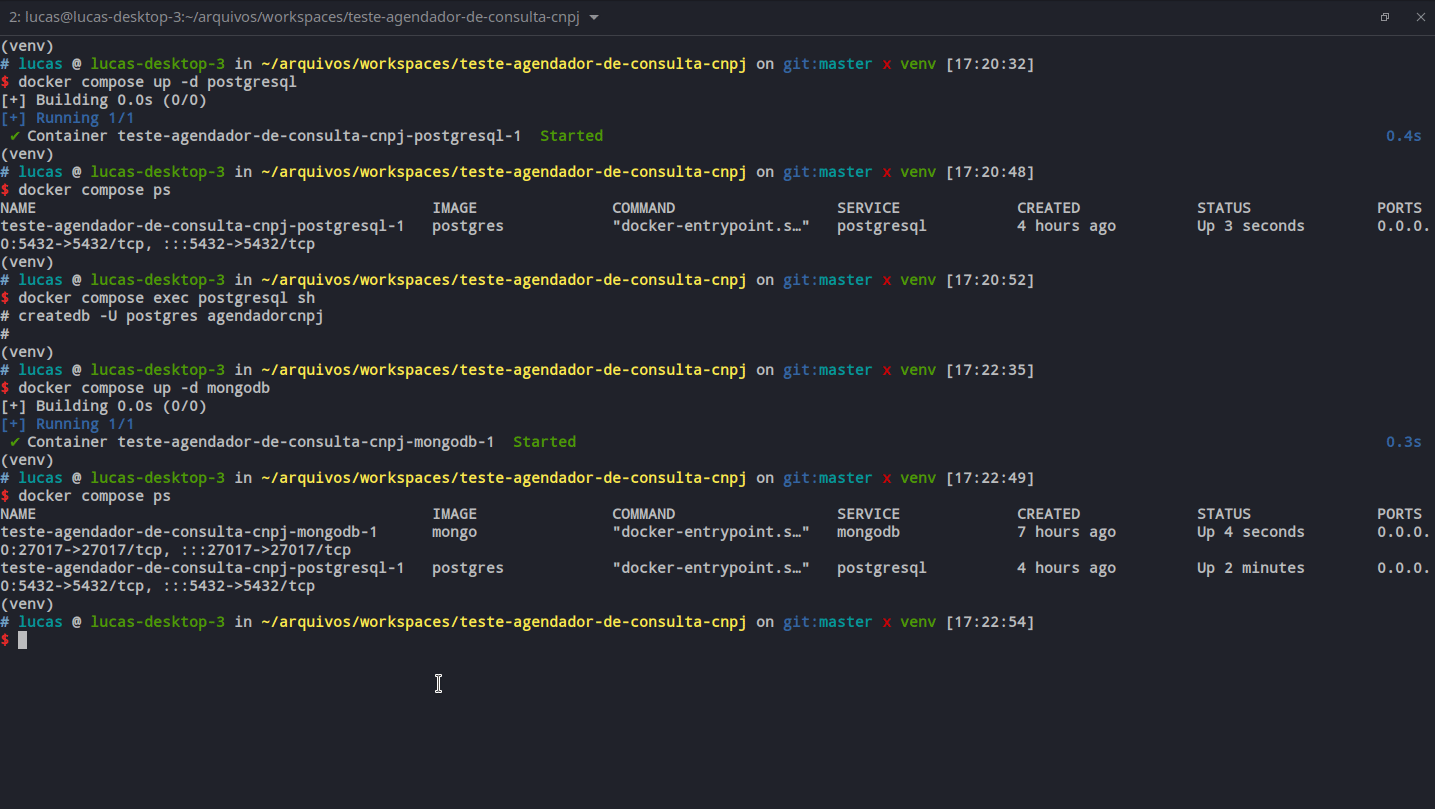 2: lucas@lucas-desktop-3:~/arquivos/workspaces/teste-agendador-de-consulta-cnpj
(venv)
# lucas @ lucas-desktop-3 in ~/arquivos/workspaces/teste-agendador-de-consulta-cnpj on git:master x venv [17:20:32]
$ docker compose up -d postgresql
[+] Building 0.0s (0/0)
[+] Running 1/1
✔ Container teste-agendador-de-consulta-cnpj-postgresql-1 Started 0.4s
(venv)
# lucas @ lucas-desktop-3 in ~/arquivos/workspaces/teste-agendador-de-consulta-cnpj on git:master x venv [17:20:48]
$ docker compose ps
NAME IMAGE COMMAND SERVICE CREATED STATUS PORTS
teste-agendador-de-consulta-cnpj-postgresql-1 postgres "docker-entrypoint.s…" postgresql 4 hours ago Up 3 seconds 0.0.0.
0:5432->5432/tcp, :::5432->5432/tcp
(venv)
# lucas @ lucas-desktop-3 in ~/arquivos/workspaces/teste-agendador-de-consulta-cnpj on git:master x venv [17:20:52]
$ docker compose exec postgresql sh
# createdb -U postgres agendadorcnpj
#
(venv)
# lucas @ lucas-desktop-3 in ~/arquivos/workspaces/teste-agendador-de-consulta-cnpj on git:master x venv [17:22:35]
$ docker compose up -d mongodb
[+] Building 0.0s (0/0)
[+] Running 1/1
✔ Container teste-agendador-de-consulta-cnpj-mongodb-1 Started 0.3s
(venv)
# lucas @ lucas-desktop-3 in ~/arquivos/workspaces/teste-agendador-de-consulta-cnpj on git:master x venv [17:22:49]
$ docker compose ps
NAME IMAGE COMMAND SERVICE CREATED STATUS PORTS
teste-agendador-de-consulta-cnpj-mongodb-1 mongo "docker-entrypoint.s…" mongodb 7 hours ago Up 4 seconds 0.0.0.
0:27017->27017/tcp, :::27017->27017/tcp
teste-agendador-de-consulta-cnpj-postgresql-1 postgres "docker-entrypoint.s…" postgresql 4 hours ago Up 2 minutes 0.0.0.
0:5432->5432/tcp, :::5432->5432/tcp
(venv)
# lucas @ lucas-desktop-3 in ~/arquivos/workspaces/teste-agendador-de-consulta-cnpj on git:master x venv [17:22:54]
$